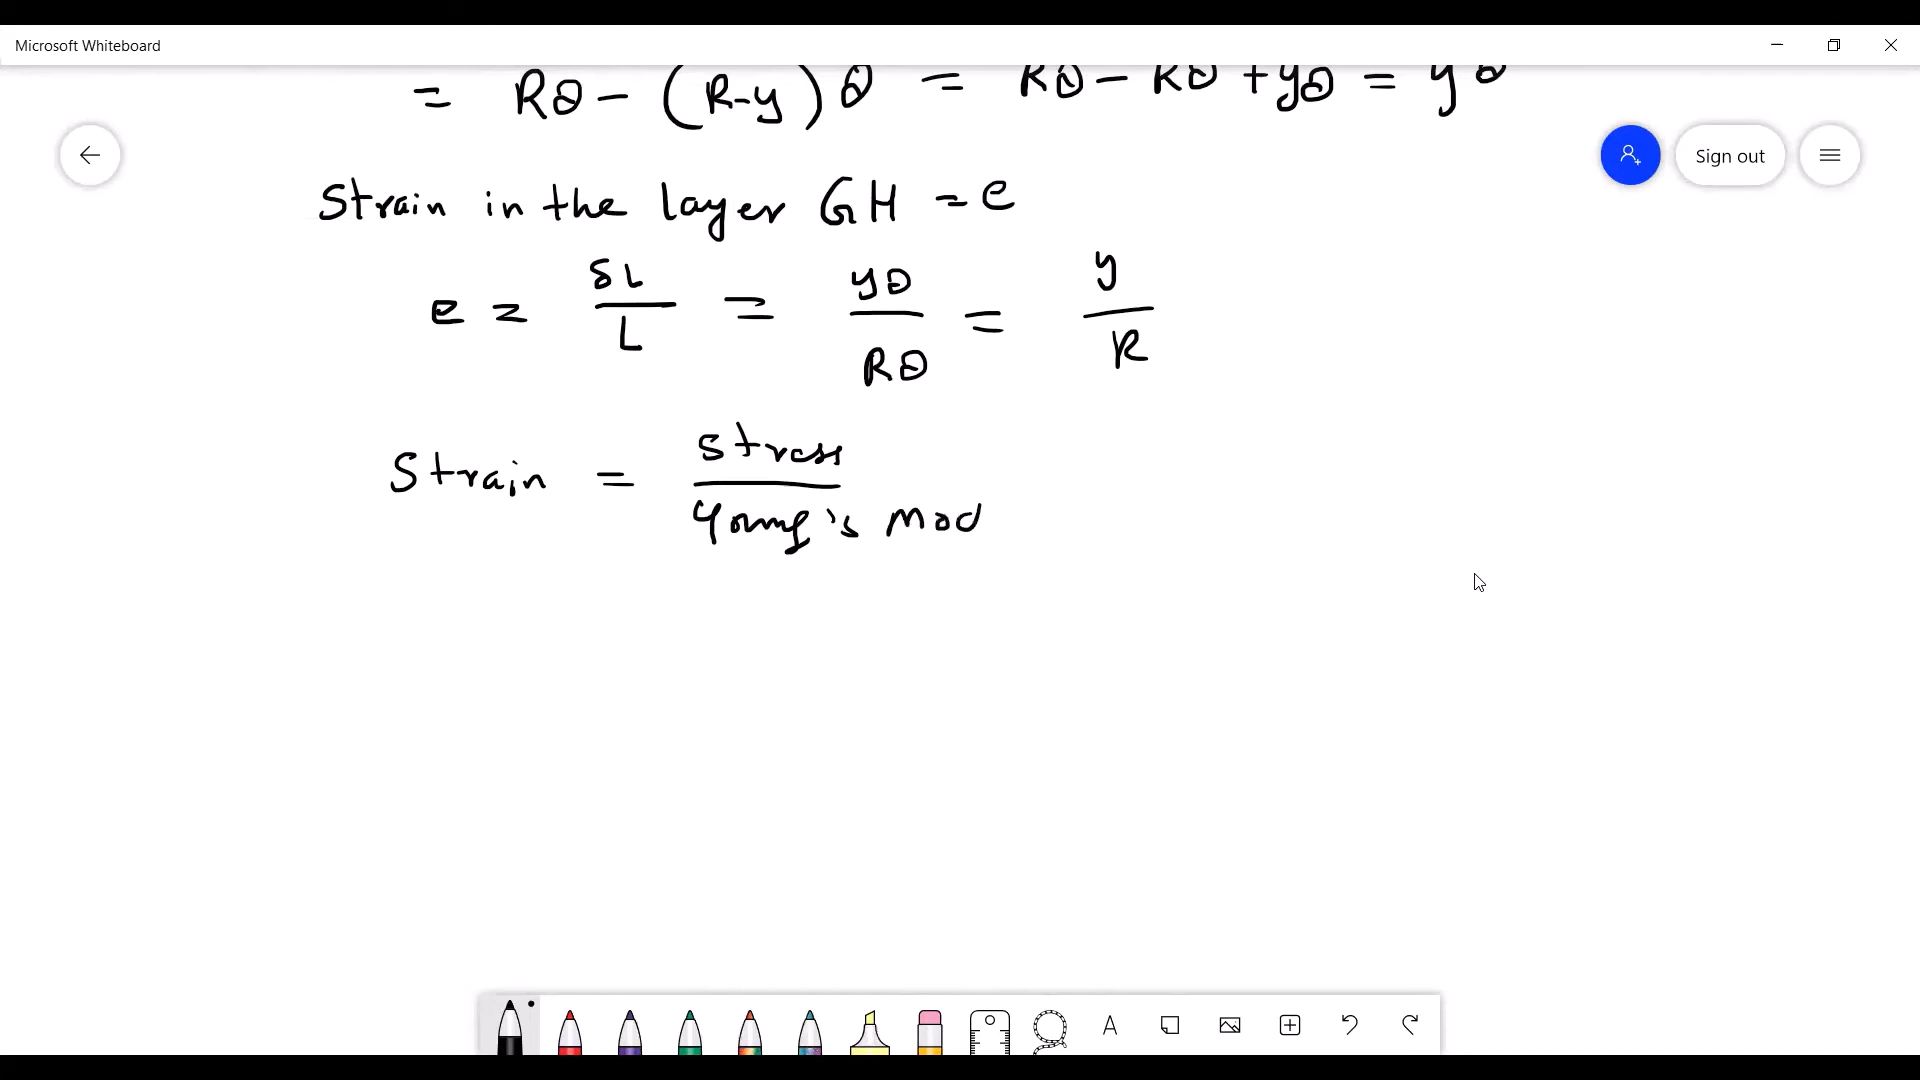 Microsoft Whiteboard
= Rθ - (R-y)θ = Rθ - Rθ + yθ = yθ
Sign out
Strain in the layer GH = e
e = δL/L = yθ/Rθ = y/R
Strain = stress/Young's mod